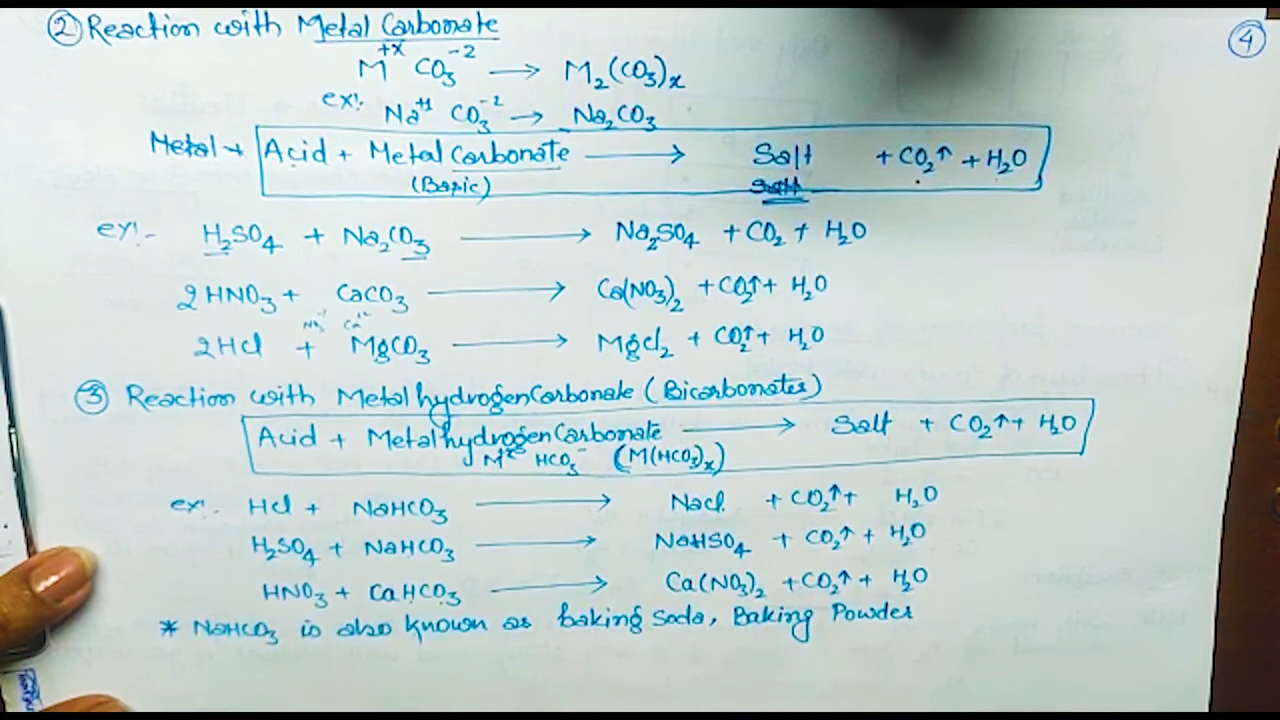 ④
② Reaction with Metal Carbonate
M⁺ˣ CO₃⁻² → M₂(CO₃)ₓ
ex:- Na⁺¹ CO₃⁻² → Na₂CO₃
Metal + Acid + Metal Carbonate → Salt + CO₂↑ + H₂O
(Basic) Salt
ex:- H₂SO₄ + Na₂CO₃ → Na₂SO₄ + CO₂ + H₂O
2HNO₃ + CaCO₃ → Ca(NO₃)₂ + CO₂↑ + H₂O
2HCl + MgCO₃ → MgCl₂ + CO₂↑ + H₂O
③ Reaction with Metal hydrogen Carbonate (Bicarbonates)
Acid + Metal hydrogen Carbonate → Salt + CO₂↑ + H₂O
M⁺ˣ HCO₃⁻ (M(HCO₃)ₓ)
ex:- HCl + NaHCO₃ → NaCl + CO₂↑ + H₂O
H₂SO₄ + NaHCO₃ → NaHSO₄ + CO₂↑ + H₂O
HNO₃ + CaHCO₃ → Ca(NO₃)₂ + CO₂↑ + H₂O
* NaHCO₃ is also known as baking Soda, Baking Powder